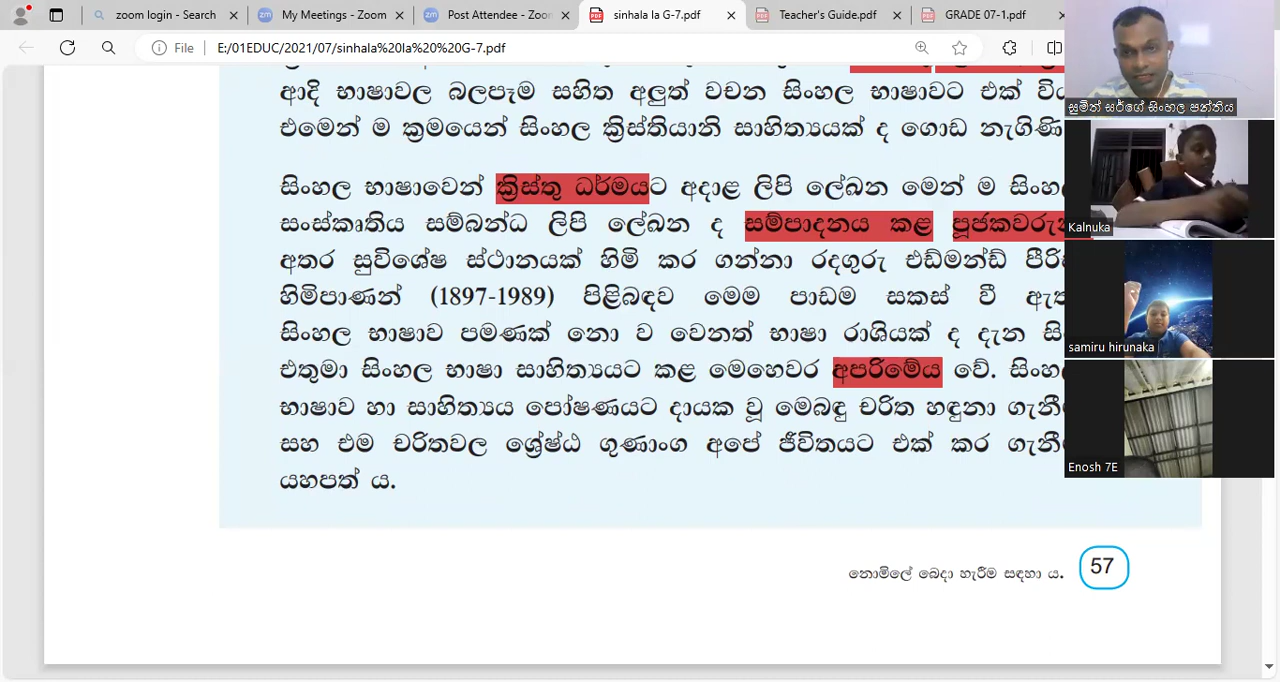 zoom login - Search
My Meetings - Zoom
Post Attendee - Zoom
sinhala la G-7.pdf
Teacher's Guide.pdf
GRADE 07-1.pdf
File
E:/01EDUC/2021/07/sinhala%20la%20%20G-7.pdf
ආදි භාෂාවල බලපෑම සහිත අලුත් වචන සිංහල භාෂාවට එක් විය
එමෙන් ම ක්‍රමයෙන් සිංහල ක්‍රිස්තියානි සාහිත්‍යයක් ද ගොඩ නැගිණි
සිංහල භාෂාවෙන් ක්‍රිස්තු ධර්මයට අදාළ ලිපි ලේඛන මෙන් ම සිංහල
සංස්කෘතිය සම්බන්ධ ලිපි ලේඛන ද සම්පාදනය කළ පූජකවරුන්
අතර සුවිශේෂ ස්ථානයක් හිමි කර ගන්නා රදගුරු එඩ්මන්ඩ් පීරිස්
හිමිපාණන් (1897-1989) පිළිබඳව මෙම පාඩම සකස් වී ඇත
සිංහල භාෂාව පමණක් නො ව වෙනත් භාෂා රාශියක් ද දැන සි
එතුමා සිංහල භාෂා සාහිත්‍යයට කළ මෙහෙවර අපරිමේය වේ. සිංහල
භාෂාව හා සාහිත්‍යය පෝෂණයට දායක වූ මෙබඳු චරිත හඳුනා ගැනීම
සහ එම චරිතවල ශ්‍රේෂ්ඨ ගුණාංග අපේ ජීවිතයට එක් කර ගැනීම
යහපත් ය.
නොමිලේ බෙදා හැරීම සඳහා ය.
57
සුමිත් සර්ගේ සිංහල පන්තිය
Kalnuka
samiru hirunaka
Enosh 7E